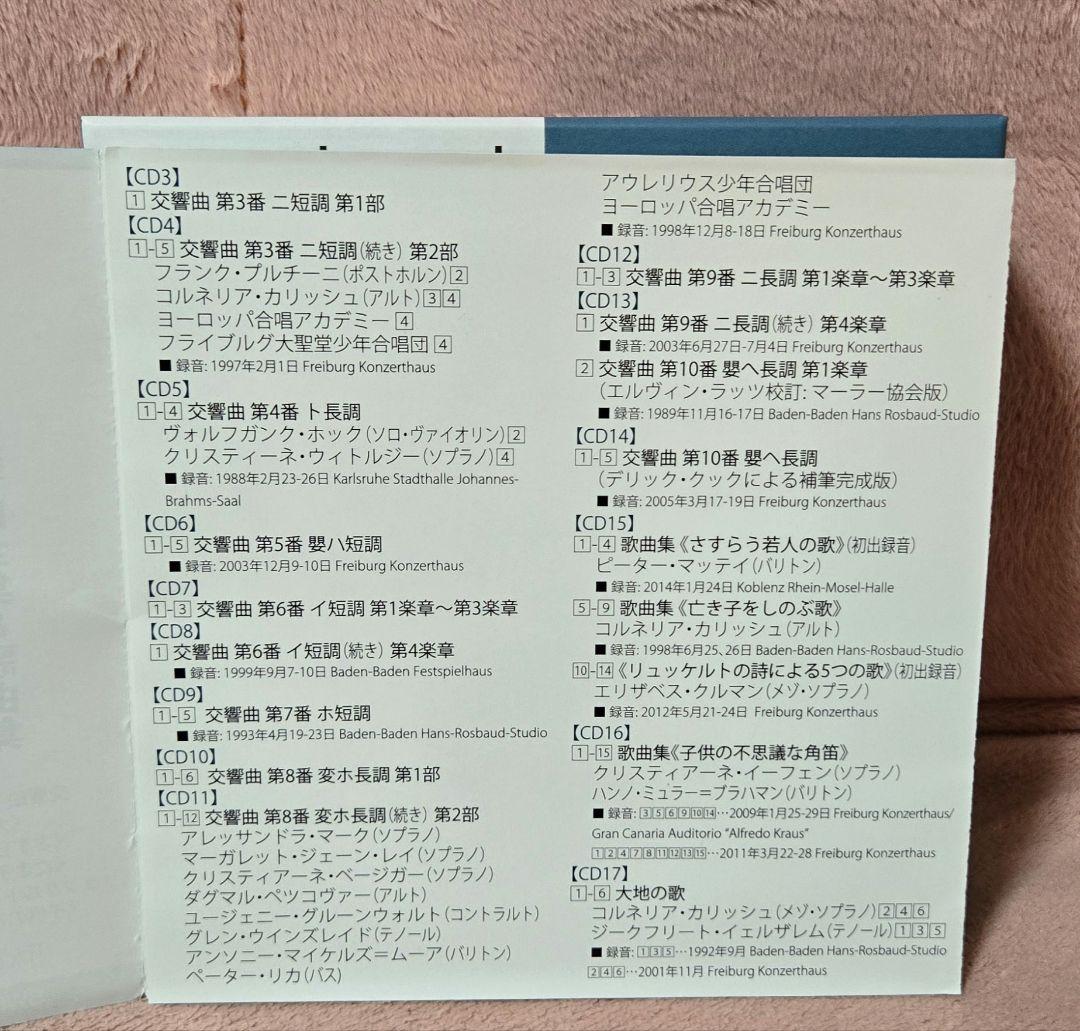 【CD3】
1 交響曲 第3番 ニ短調 第1部
【CD4】
1-5 交響曲 第3番 ニ短調(続き) 第2部
フランク・プルチーニ(ポストホルン)2
コルネリア・カリッシュ(アルト)3 4
ヨーロッパ合唱アカデミー 4
フライブルグ大聖堂少年合唱団 4
■ 録音: 1997年2月1日 Freiburg Konzerthaus
【CD5】
1-4 交響曲 第4番 ト長調
ヴォルフガンク・ホック(ソロ・ヴァイオリン)2
クリスティーネ・ウィトルジー(ソプラノ)4
■ 録音: 1988年2月23-26日 Karlsruhe Stadthalle Johannes-
Brahms-Saal
【CD6】
1-5 交響曲 第5番 嬰ハ短調
■ 録音: 2003年12月9-10日 Freiburg Konzerthaus
【CD7】
1-3 交響曲 第6番 イ短調 第1楽章〜第3楽章
【CD8】
1 交響曲 第6番 イ短調(続き) 第4楽章
■ 録音: 1999年9月7-10日 Baden-Baden Festspielhaus
【CD9】
1-5 交響曲 第7番 ホ短調
■ 録音: 1993年4月19-23日 Baden-Baden Hans-Rosbaud-Studio
【CD10】
1-6 交響曲 第8番 変ホ長調 第1部
【CD11】
1-12 交響曲 第8番 変ホ長調(続き) 第2部
アレッサンドラ・マーク(ソプラノ)
マーガレット・ジェーン・レイ(ソプラノ)
クリスティアーネ・ベージガー(ソプラノ)
ダグマル・ペツコヴァー(アルト)
ユージェニー・グルーンウォルト(コントラルト)
グレン・ウインズレイド(テノール)
アンソニー・マイケルズ=ムーア(バリトン)
ペーター・リカ(バス)
アウレリウス少年合唱団
ヨーロッパ合唱アカデミー
■ 録音: 1998年12月8-18日 Freiburg Konzerthaus
【CD12】
1-3 交響曲 第9番 ニ長調 第1楽章〜第3楽章
【CD13】
1 交響曲 第9番 ニ長調(続き) 第4楽章
■ 録音: 2003年6月27日-7月4日 Freiburg Konzerthaus
2 交響曲 第10番 嬰ヘ長調 第1楽章
(エルヴィン・ラッツ校訂: マーラー協会版)
■ 録音: 1989年11月16-17日 Baden-Baden Hans Rosbaud-Studio
【CD14】
1-5 交響曲 第10番 嬰ヘ長調
(デリック・クックによる補筆完成版)
■ 録音: 2005年3月17-19日 Freiburg Konzerthaus
【CD15】
1-4 歌曲集《さすらう若人の歌》(初出録音)
ピーター・マッテイ(バリトン)
■ 録音: 2014年1月24日 Koblenz Rhein-Mosel-Halle
5-9 歌曲集《亡き子をしのぶ歌》
コルネリア・カリッシュ(アルト)
■ 録音: 1998年6月25、26日 Baden-Baden Hans-Rosbaud-Studio
10-14《リュッケルトの詩による5つの歌》(初出録音)
エリザベス・クルマン(メゾ・ソプラノ)
■ 録音: 2012年5月21-24日 Freiburg Konzerthaus
【CD16】
1-15 歌曲集《子供の不思議な角笛》
クリスティアーネ・イーフェン(ソプラノ)
ハンノ・ミュラー=ブラハマン(バリトン)
■ 録音: 3 5 6 9 10 14…2009年1月25-29日 Freiburg Konzerthaus/
Gran Canaria Auditorio "Alfredo Kraus"
1 2 4 7 8 11 12 13 15…2011年3月22-28 Freiburg Konzerthaus
【CD17】
1-6 大地の歌
コルネリア・カリッシュ(メゾ・ソプラノ)2 4 6
ジークフリート・イェルザレム(テノール)1 3 5
■ 録音: 1 3 5…1992年9月 Baden-Baden Hans-Rosbaud-Studio
2 4 6…2001年11月 Freiburg Konzerthaus